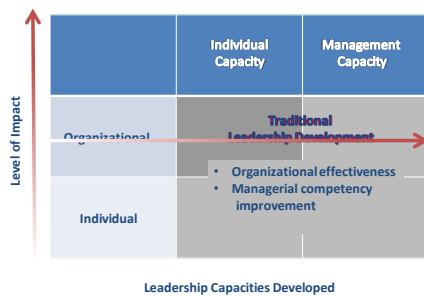 Individual
Capacity
Management
Capacity
Level of Impact
Organizational
Traditional
Leadership Development
• Organizational effectiveness
• Managerial competency
improvement
Individual
Leadership Capacities Developed